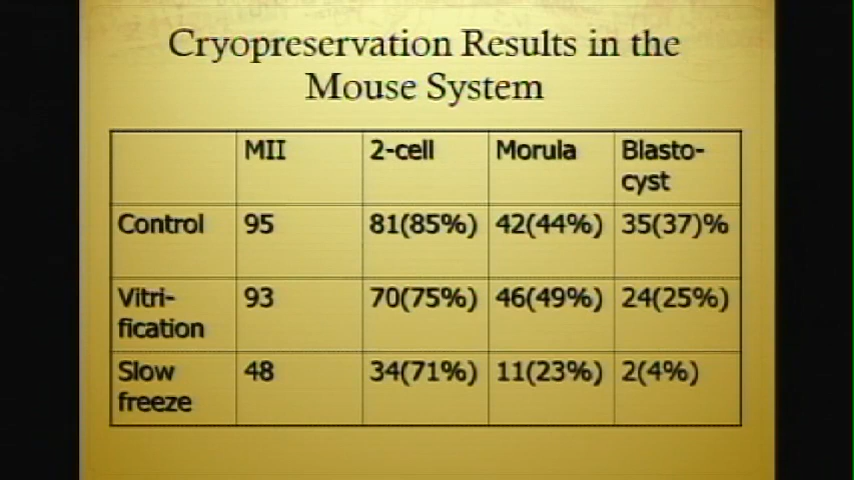 Cryopreservation Results in the
Mouse System
MII 2-cell Morula Blasto-
cyst
Control 95 81(85%) 42(44%) 35(37)%
Vitri- 93 70(75%) 46(49%) 24(25%)
fication
Slow 48 34(71%) 11(23%) 2(4%)
freeze